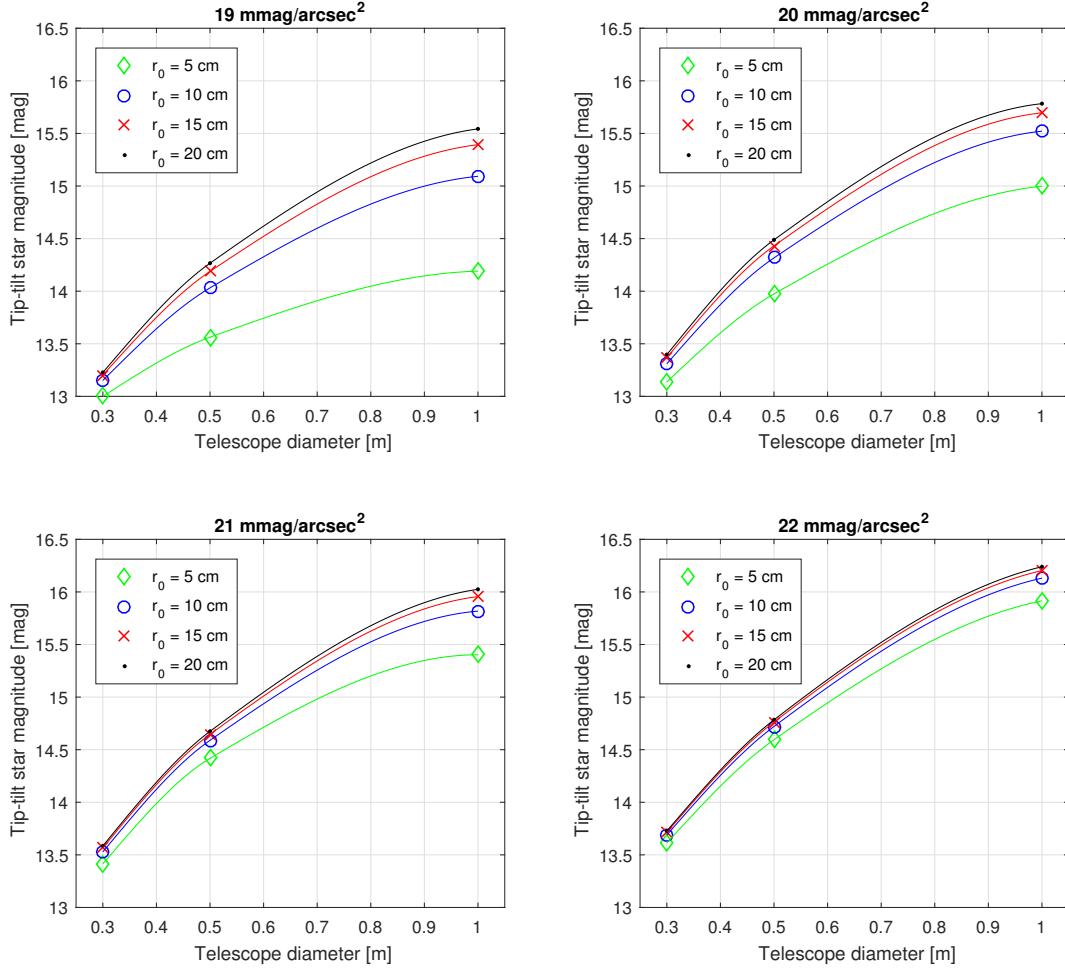 19 mmag/arcsec²
16.5
16
15.5
15
14.5
14
13.5
13
Tip-tilt star magnitude [mag]
r₀ = 5 cm
r₀ = 10 cm
r₀ = 15 cm
r₀ = 20 cm
0.3 0.4 0.5 0.6 0.7 0.8 0.9 1
Telescope diameter [m]
20 mmag/arcsec²
16.5
16
15.5
15
14.5
14
13.5
13
Tip-tilt star magnitude [mag]
r₀ = 5 cm
r₀ = 10 cm
r₀ = 15 cm
r₀ = 20 cm
0.3 0.4 0.5 0.6 0.7 0.8 0.9 1
Telescope diameter [m]
21 mmag/arcsec²
16.5
16
15.5
15
14.5
14
13.5
13
Tip-tilt star magnitude [mag]
r₀ = 5 cm
r₀ = 10 cm
r₀ = 15 cm
r₀ = 20 cm
0.3 0.4 0.5 0.6 0.7 0.8 0.9 1
Telescope diameter [m]
22 mmag/arcsec²
16.5
16
15.5
15
14.5
14
13.5
13
Tip-tilt star magnitude [mag]
r₀ = 5 cm
r₀ = 10 cm
r₀ = 15 cm
r₀ = 20 cm
0.3 0.4 0.5 0.6 0.7 0.8 0.9 1
Telescope diameter [m]